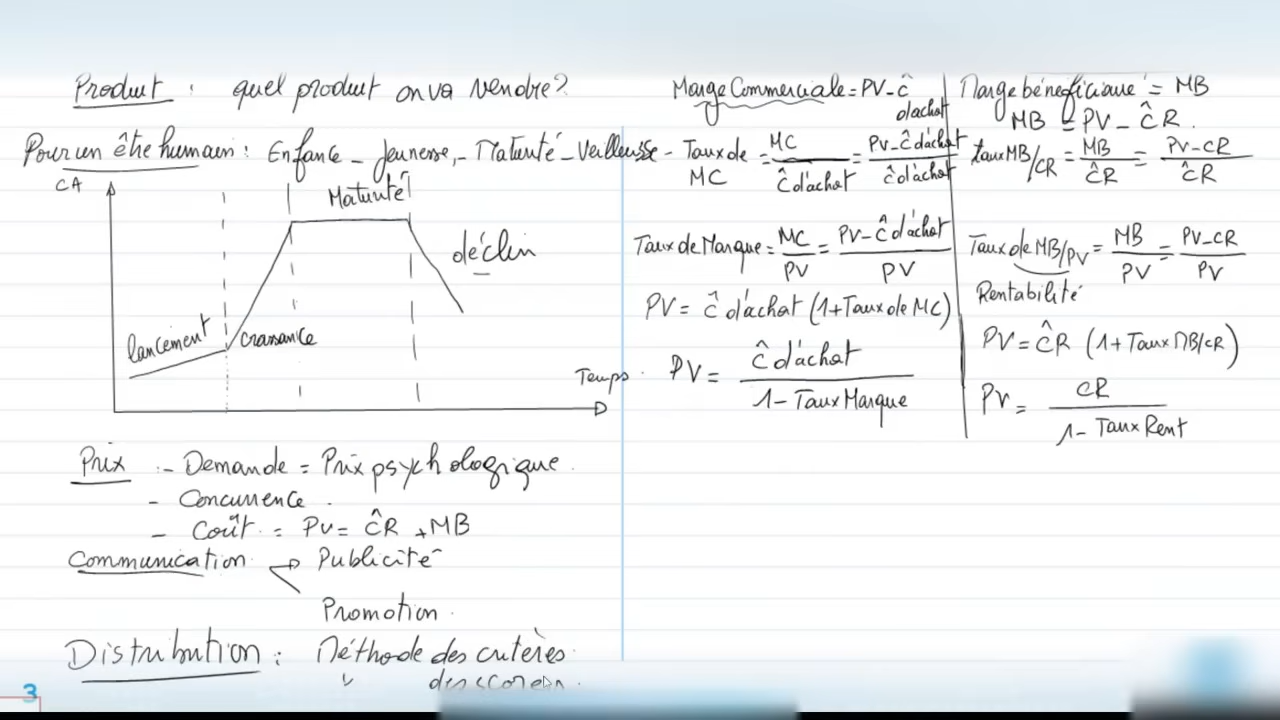 Produit : quel produit on va vendre?
Pour un être humain : Enfance - Jeunesse, - Maturité - Veilleusse -
CA
Maturité
déclin
lancement
croissance
Temps
Prix :- Demande = Prix psychologique.
- Concurrence.
- Coût. = PV = ĈR + MB
Communication. → Publicité
Promotion.
Distribution : Méthode des critères.
" des scores.
Marge Commerciale = PV - ĉ d'achat
Taux de MC = MC / ĉ d'achat = PV - ĉ d'achat / ĉ d'achat
Taux de Marque = MC / PV = PV - ĉ d'achat / PV
PV = ĉ d'achat (1 + Taux de MC)
PV = ĉ d'achat / 1 - Taux Marque
Marge bénéficiaire = MB
MB = PV - ĈR.
taux MB/CR = MB / ĈR = PV - CR / ĈR
Taux de MB/PV = MB / PV = PV - CR / PV
Rentabilité
PV = ĈR (1 + Taux MB/CR)
PV = CR / 1 - Taux Rent
3